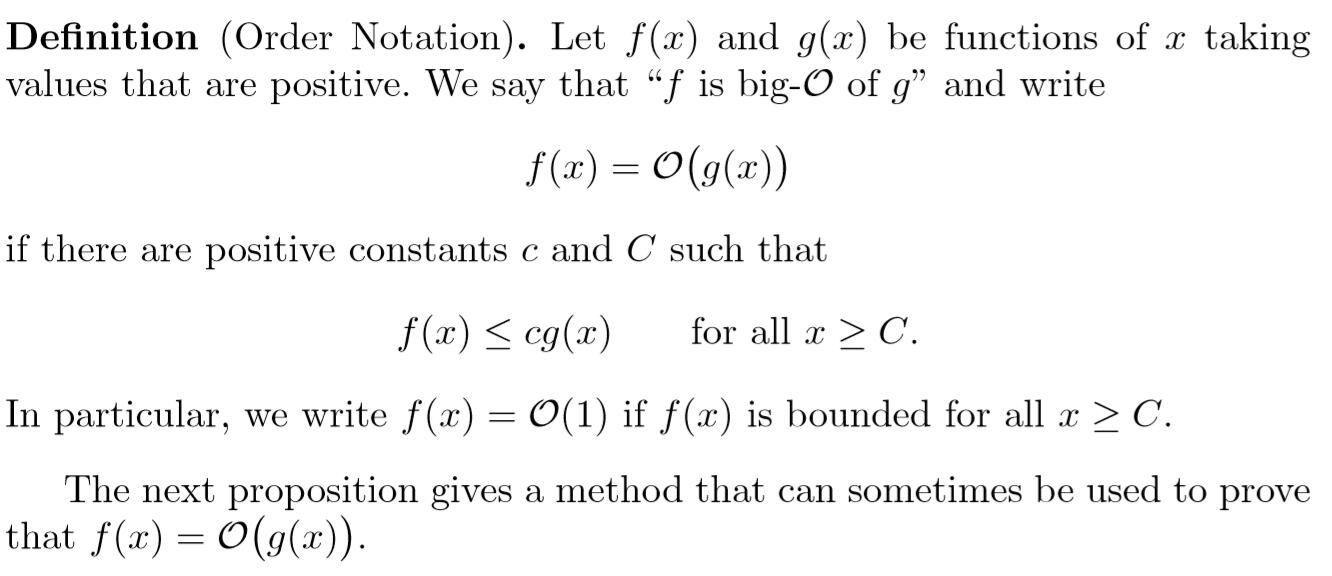 Definition (Order Notation). Let f(x) and g(x) be functions of x taking
values that are positive. We say that “f is big-𝒪 of g” and write
f(x) = 𝒪(g(x))
if there are positive constants c and C such that
f(x) ≤ cg(x) for all x ≥ C.
In particular, we write f(x) = 𝒪(1) if f(x) is bounded for all x ≥ C.
The next proposition gives a method that can sometimes be used to prove
that f(x) = 𝒪(g(x)).